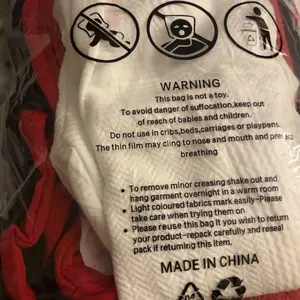 WARNING
This bag is not a toy.
To avoid danger of suffocation,keep out
of reach of babies and children.
Do not use in cribs,beds,carriages or playpens.
The thin film may cling to nose and mouth and
breathing
• To remove minor creasing shake out and
hang garment overnight in a warm room
• Light coloured fabrics mark easily-Please
take care when trying them on
• Please reuse this bag it you wish to return
your product-repack carefully and reseal
pack if returning this item.
MADE IN CHINA